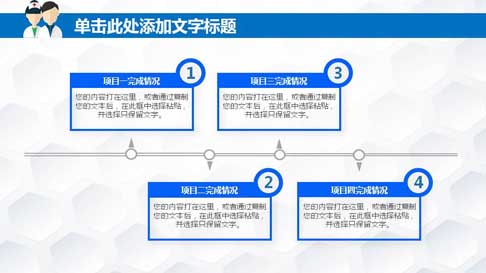 单击此处添加文字标题
项目一完成情况
1
您的内容打在这里，或者通过复制
您的文本后，在此框中选择粘贴，
并选择只保留文字。
项目三完成情况
3
您的内容打在这里，或者通过复制
您的文本后，在此框中选择粘贴，
并选择只保留文字。
项目二完成情况
2
您的内容打在这里，或者通过复制
您的文本后，在此框中选择粘贴，
并选择只保留文字。
项目四完成情况
4
您的内容打在这里，或者通过复制
您的文本后，在此框中选择粘贴，
并选择只保留文字。